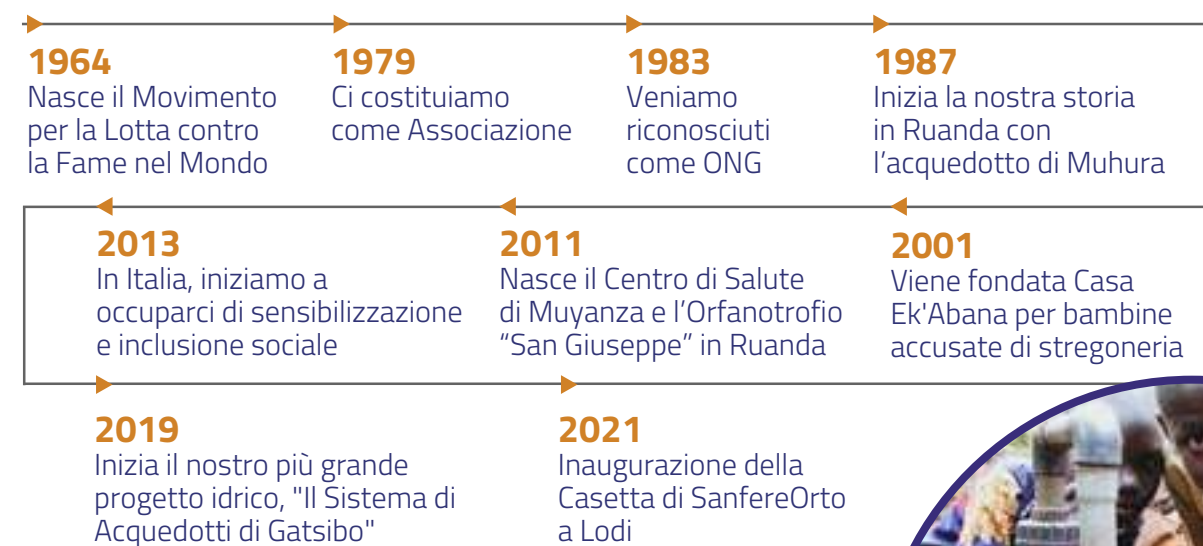 1964
Nasce il Movimento
per la Lotta contro
la Fame nel Mondo
1979
Ci costituiamo
come Associazione
1983
Veniamo
riconosciuti
come ONG
1987
Inizia la nostra storia
in Ruanda con
l’acquedotto di Muhura
2001
Viene fondata Casa
Ek'Abana per bambine
accusate di stregoneria
2011
Nasce il Centro di Salute
di Muyanza e l’Orfanotrofio
“San Giuseppe” in Ruanda
2013
In Italia, iniziamo a
occuparci di sensibilizzazione
e inclusione sociale
2019
Inizia il nostro più grande
progetto idrico, "Il Sistema di
Acquedotti di Gatsibo"
2021
Inaugurazione della
Casetta di SanfereOrto
a Lodi